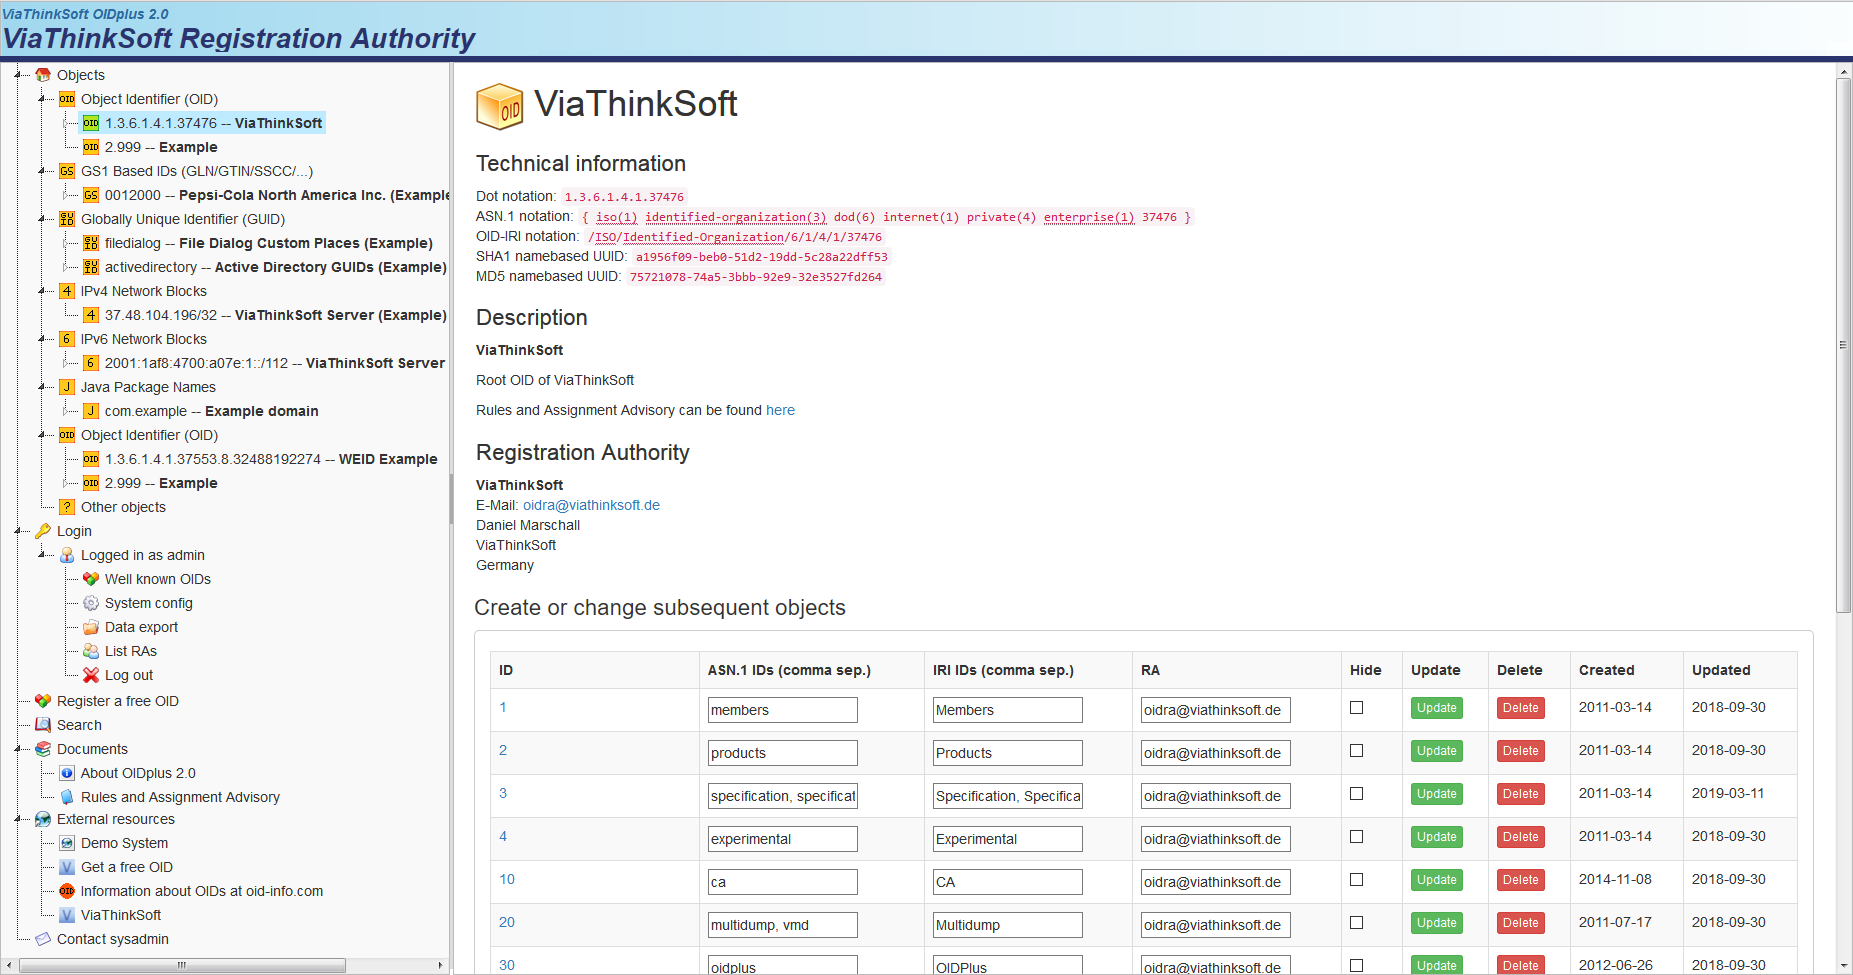 ViaThinkSoft OIDplus 2.0
ViaThinkSoft Registration Authority
Objects
Object Identifier (OID)
1.3.6.1.4.1.37476 -- ViaThinkSoft
2.999 -- Example
GS1 Based IDs (GLN/GTIN/SSCC/...)
0012000 -- Pepsi-Cola North America Inc. (Example
Globally Unique Identifier (GUID)
filedialog -- File Dialog Custom Places (Example)
activedirectory -- Active Directory GUIDs (Example)
IPv4 Network Blocks
37.48.104.196/32 -- ViaThinkSoft Server (Example)
IPv6 Network Blocks
2001:1af8:4700:a07e:1::/112 -- ViaThinkSoft Server
Java Package Names
com.example -- Example domain
Object Identifier (OID)
1.3.6.1.4.1.37553.8.32488192274 -- WEID Example
2.999 -- Example
Other objects
Login
Logged in as admin
Well known OIDs
System config
Data export
List RAs
Log out
Register a free OID
Search
Documents
About OIDplus 2.0
Rules and Assignment Advisory
External resources
Demo System
Get a free OID
Information about OIDs at oid-info.com
ViaThinkSoft
Contact sysadmin
ViaThinkSoft
Technical information
Dot notation: 1.3.6.1.4.1.37476
ASN.1 notation: { iso(1) identified-organization(3) dod(6) internet(1) private(4) enterprise(1) 37476 }
OID-IRI notation: /ISO/Identified-Organization/6/1/4/1/37476
SHA1 namebased UUID: a1956f09-beb0-51d2-19dd-5c28a22dff53
MD5 namebased UUID: 75721078-74a5-3bbb-92e9-32e3527fd264
Description
ViaThinkSoft
Root OID of ViaThinkSoft
Rules and Assignment Advisory can be found here
Registration Authority
ViaThinkSoft
E-Mail: oidra@viathinksoft.de
Daniel Marschall
ViaThinkSoft
Germany
Create or change subsequent objects
ID ASN.1 IDs (comma sep.) IRI IDs (comma sep.) RA Hide Update Delete Created Updated
1 members Members oidra@viathinksoft.de Update Delete 2011-03-14 2018-09-30
2 products Products oidra@viathinksoft.de Update Delete 2011-03-14 2018-09-30
3 specification, specificat Specification, Specifica oidra@viathinksoft.de Update Delete 2011-03-14 2019-03-11
4 experimental Experimental oidra@viathinksoft.de Update Delete 2011-03-14 2018-09-30
10 ca CA oidra@viathinksoft.de Update Delete 2014-11-08 2018-09-30
20 multidump, vmd Multidump oidra@viathinksoft.de Update Delete 2011-07-17 2018-09-30
30 oidplus OIDPlus oidra@viathinksoft.de Update Delete 2012-06-26 2018-09-30